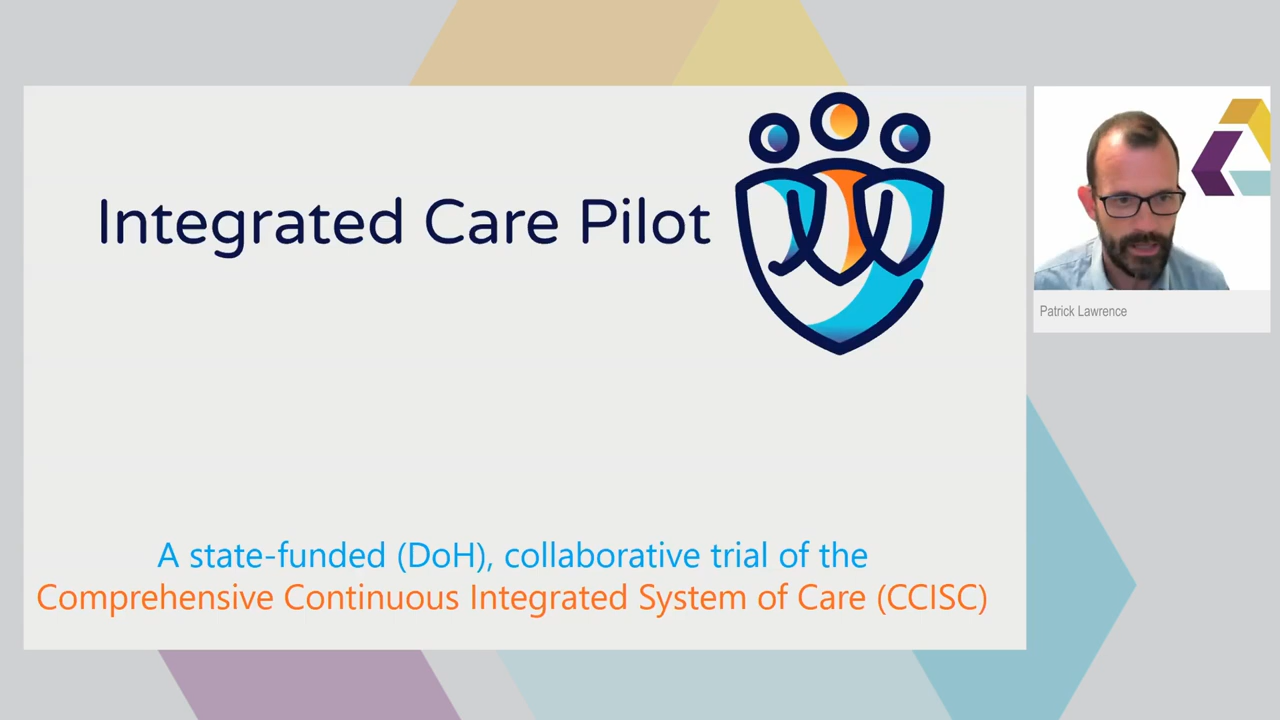 Integrated Care Pilot
A state-funded (DoH), collaborative trial of the
Comprehensive Continuous Integrated System of Care (CCISC)
Patrick Lawrence